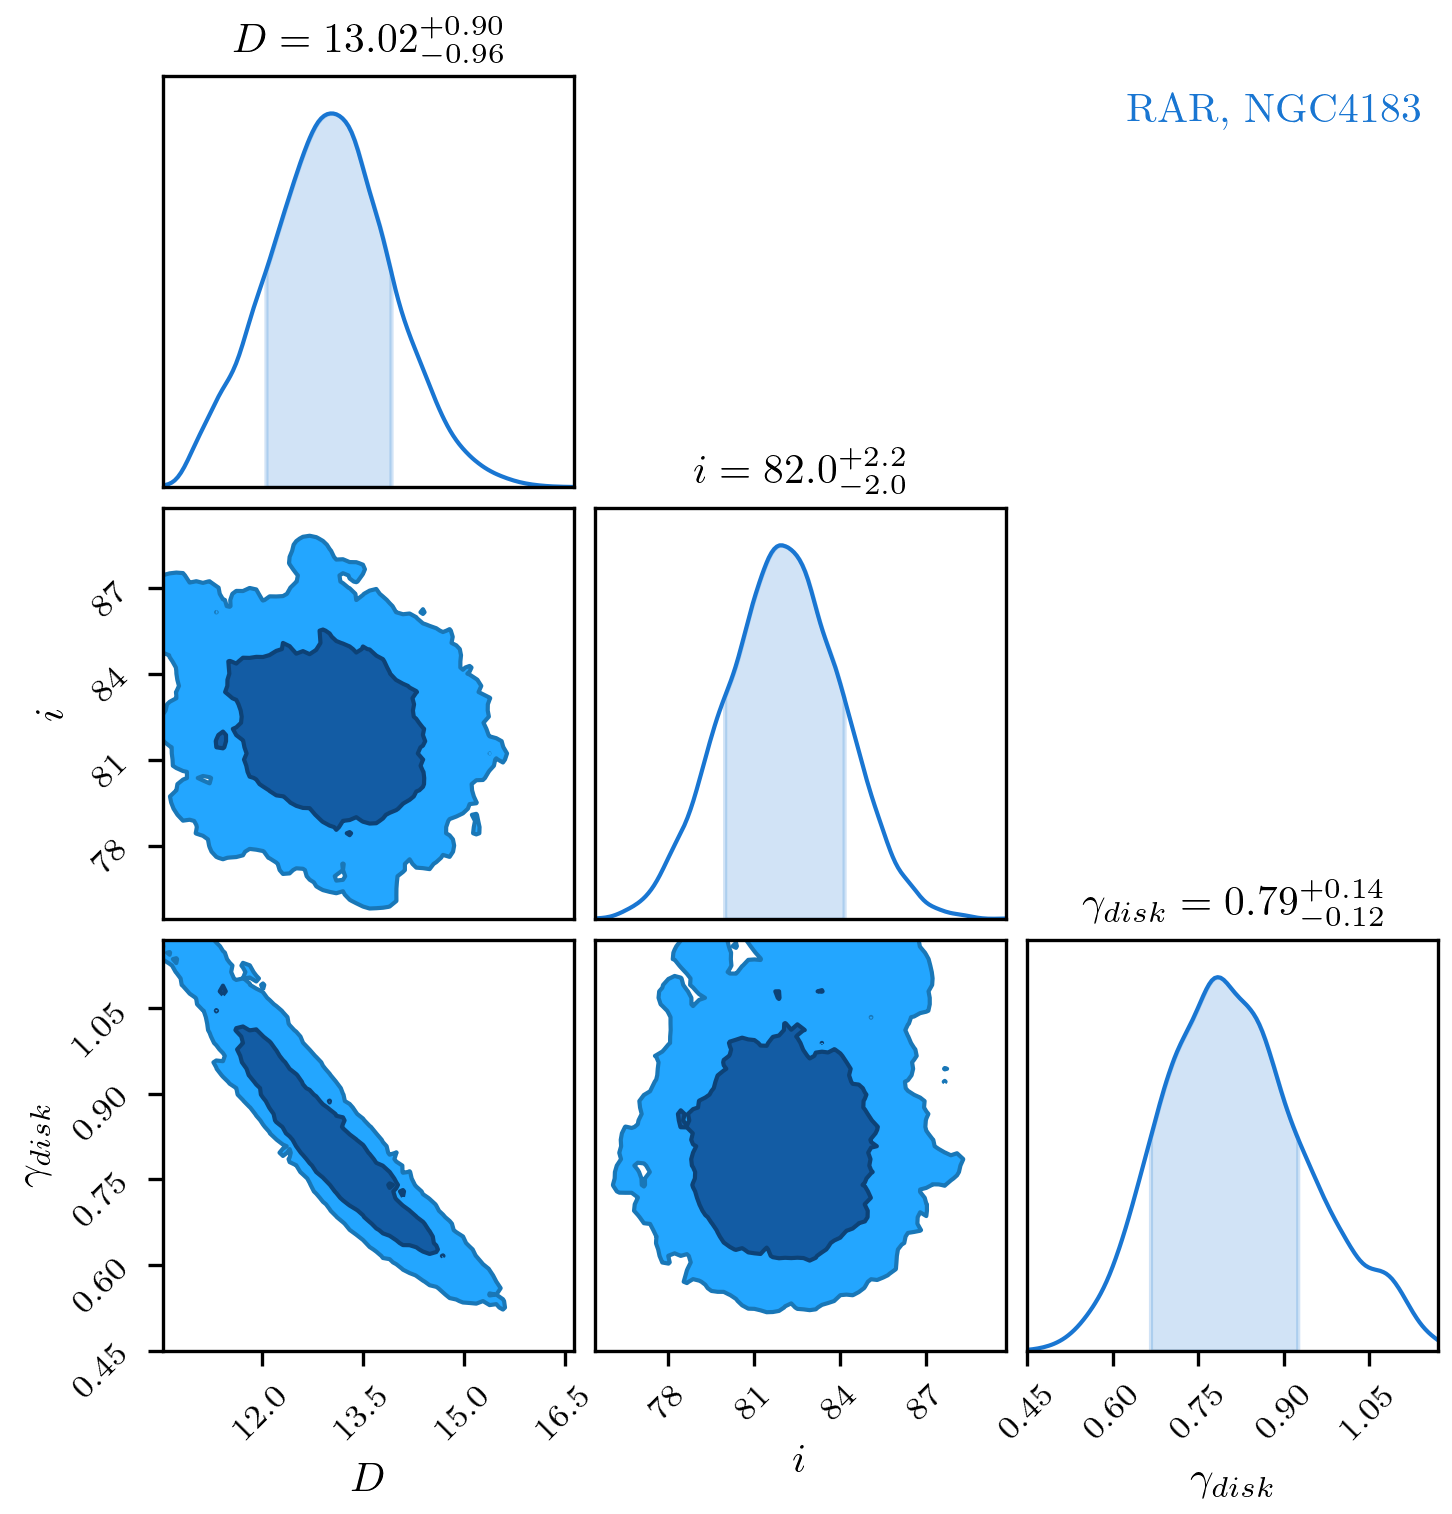 D = 13.02^{+0.90}_{-0.96}
RAR, NGC4183
i = 82.0^{+2.2}_{-2.0}
87
84
81
78
i
γ_{disk} = 0.79^{+0.14}_{-0.12}
1.05
0.90
0.75
0.60
0.45
γ_{disk}
12.0 13.5 15.0 16.5
D
78 81 84 87
i
0.45 0.60 0.75 0.90 1.05
γ_{disk}